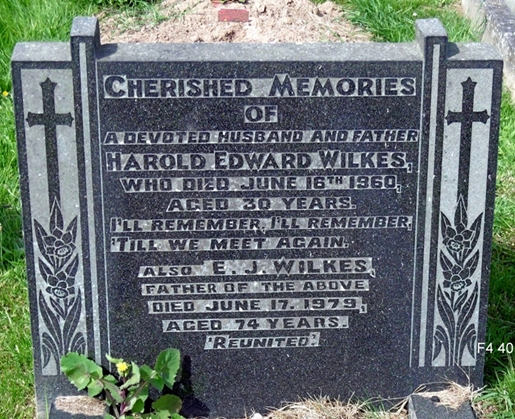 CHERISHED MEMORIES
OF
A DEVOTED HUSBAND AND FATHER
HAROLD EDWARD WILKES,
WHO DIED JUNE 16TH 1960,
AGED 30 YEARS.
I'LL REMEMBER, I'LL REMEMBER,
'TILL WE MEET AGAIN.
ALSO E. J. WILKES,
FATHER OF THE ABOVE
DIED JUNE 17. 1979,
AGED 74 YEARS.
'REUNITED'.
F4 40